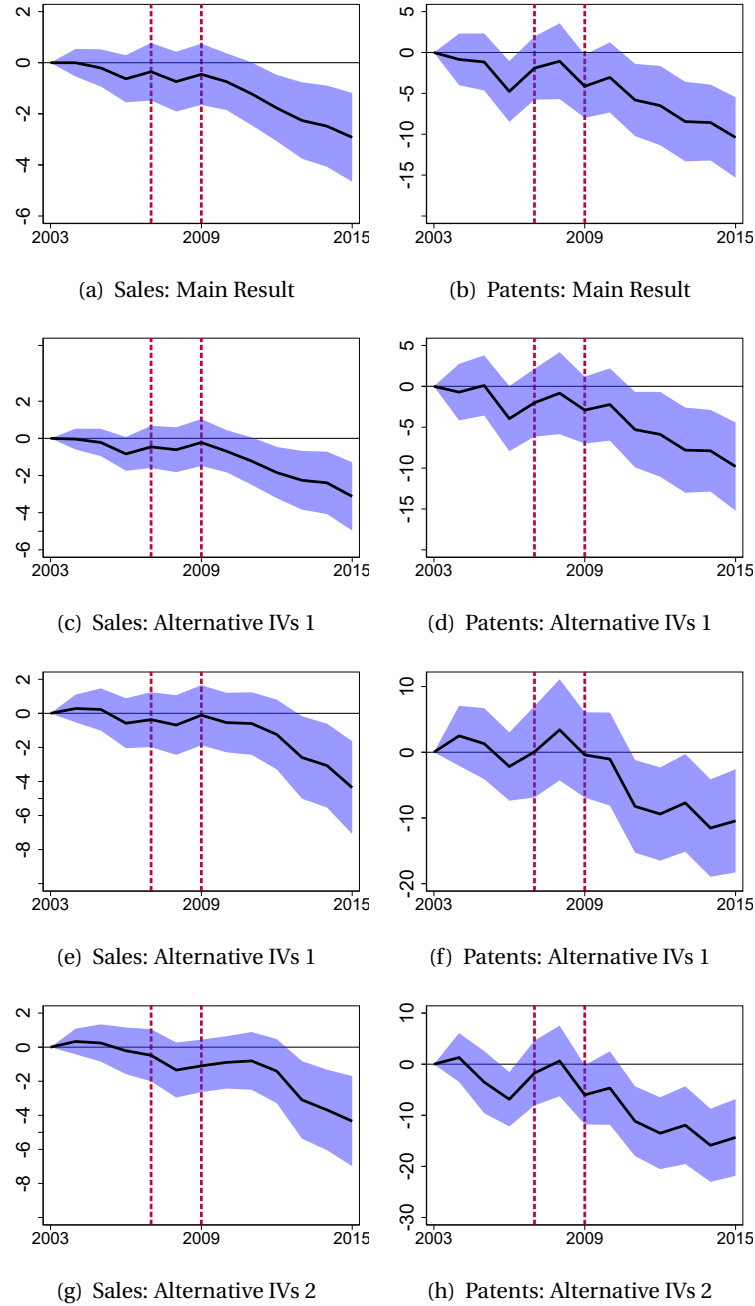 2
0
-2
-4
-6
2003 2009 2015
(a) Sales: Main Result
5
0
-5
-10
-15
2003 2009 2015
(b) Patents: Main Result
2
0
-2
-4
-6
2003 2009 2015
(c) Sales: Alternative IVs 1
5
0
-5
-10
-15
2003 2009 2015
(d) Patents: Alternative IVs 1
2
0
-2
-4
-6
-8
2003 2009 2015
(e) Sales: Alternative IVs 1
10
0
-10
-20
2003 2009 2015
(f) Patents: Alternative IVs 1
2
0
-2
-4
-6
-8
2003 2009 2015
(g) Sales: Alternative IVs 2
10
0
-10
-20
-30
2003 2009 2015
(h) Patents: Alternative IVs 2